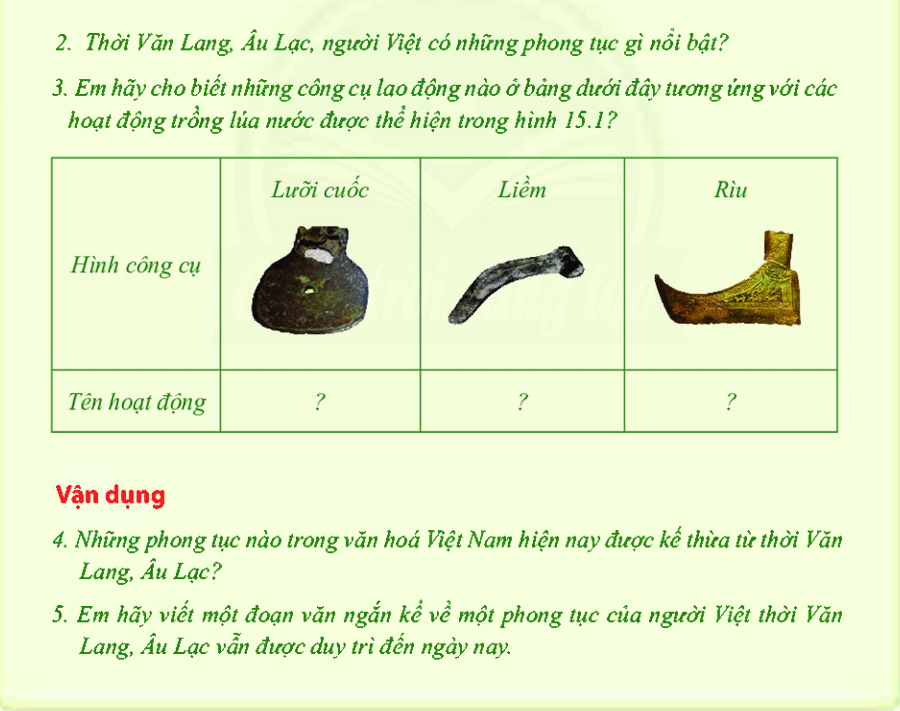 2. Thời Văn Lang, Âu Lạc, người Việt có những phong tục gì nổi bật?
3. Em hãy cho biết những công cụ lao động nào ở bảng dưới đây tương ứng với các
hoạt động trồng lúa nước được thể hiện trong hình 15.1?
Hình công cụ
Lưỡi cuốc
Liềm
Rìu
Tên hoạt động
?
?
?
Vận dụng
4. Những phong tục nào trong văn hoá Việt Nam hiện nay được kế thừa từ thời Văn
Lang, Âu Lạc?
5. Em hãy viết một đoạn văn ngắn kể về một phong tục của người Việt thời Văn
Lang, Âu Lạc vẫn được duy trì đến ngày nay.